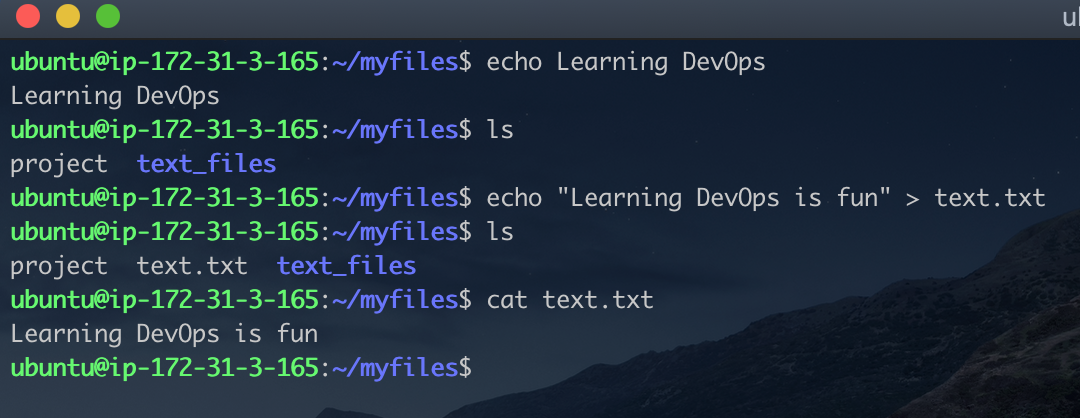 ubuntu@ip-172-31-3-165:~/myfiles$ echo Learning DevOps
Learning DevOps
ubuntu@ip-172-31-3-165:~/myfiles$ ls
project  text_files
ubuntu@ip-172-31-3-165:~/myfiles$ echo "Learning DevOps is fun" > text.txt
ubuntu@ip-172-31-3-165:~/myfiles$ ls
project  text.txt  text_files
ubuntu@ip-172-31-3-165:~/myfiles$ cat text.txt
Learning DevOps is fun
ubuntu@ip-172-31-3-165:~/myfiles$